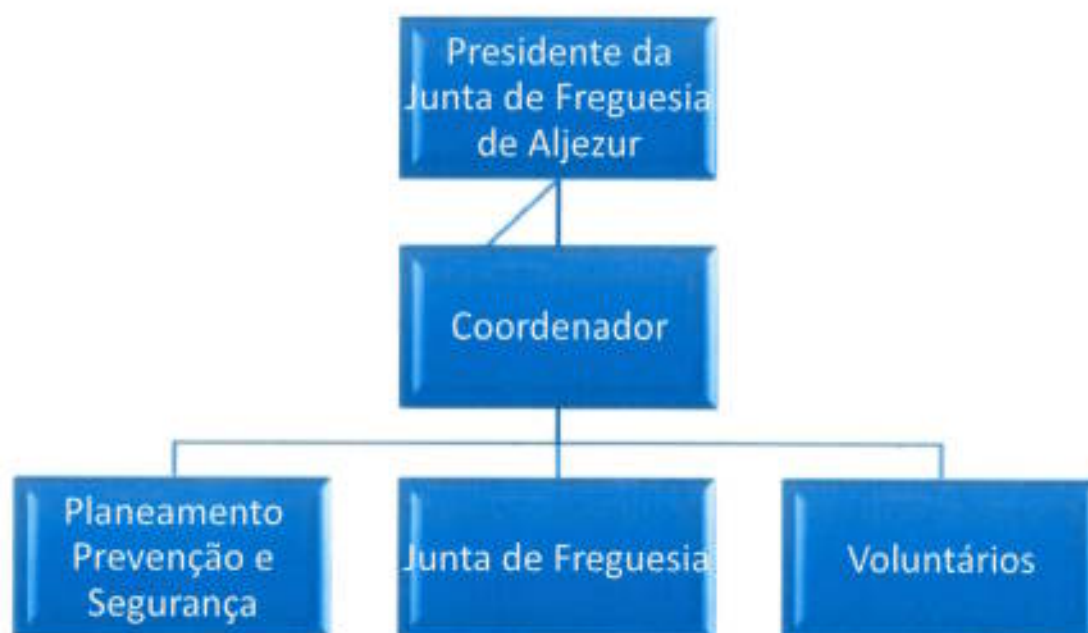 Presidente da
Junta de Freguesia
de Aljezur
Coordenador
Planeamento
Prevenção e
Segurança
Junta de Freguesia
Voluntários